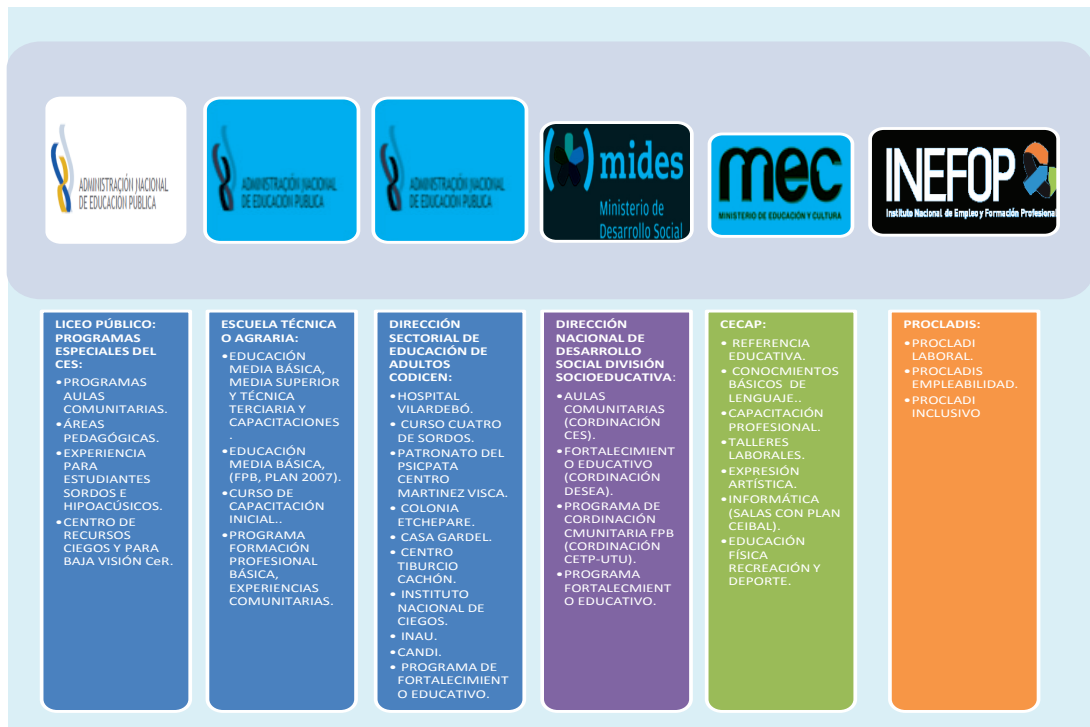 ADMINISTRACIÓN NACIONAL
DE EDUCACIÓN PÚBLICA
ADMINISTRACIÓN NACIONAL
DE EDUCACIÓN PÚBLICA
ADMINISTRACIÓN NACIONAL
DE EDUCACIÓN PÚBLICA
mides
Ministerio de
Desarrollo Social
mec
MINISTERIO DE EDUCACIÓN Y CULTURA
INEFOP
Instituto Nacional de Empleo y Formación Profesional
LICEO PÚBLICO:
PROGRAMAS
ESPECIALES DEL
CES:
•PROGRAMAS
AULAS
COMUNITARIAS.
•ÁREAS
PEDAGÓGICAS.
•EXPERIENCIA
PARA
ESTUDIANTES
SORDOS E
HIPOACÚSICOS.
•CENTRO DE
RECURSOS
CIEGOS Y PARA
BAJA VISIÓN CeR.
ESCUELA TÉCNICA
O AGRARIA:
•EDUCACIÓN
MEDIA BÁSICA,
MEDIA SUPERIOR
Y TÉCNICA
TERCIARIA Y
CAPACITACIONES
.
•EDUCACIÓN
MEDIA BÁSICA,
(FPB, PLAN 2007).
•CURSO DE
CAPACITACIÓN
INICIAL..
•PROGRAMA
FORMACIÓN
PROFESIONAL
BÁSICA,
EXPERIENCIAS
COMUNITARIAS.
DIRECCIÓN
SECTORIAL DE
EDUCACIÓN DE
ADULTOS
CODICEN:
•HOSPITAL
VILARDEBÓ.
• CURSO CUATRO
DE SORDOS.
•PATRONATO DEL
PSICPATA
CENTRO
MARTINEZ VISCA.
• COLONIA
ETCHEPARE.
• CASA GARDEL.
• CENTRO
TIBURCIO
CACHÓN.
• INSTITUTO
NACIONAL DE
CIEGOS.
• INAU.
• CANDI.
• PROGRAMA DE
FORTALECIMIENT
O EDUCATIVO.
DIRECCIÓN
NACIONAL DE
DESARROLLO
SOCIAL DIVISIÓN
SOCIOEDUCATIVA:
•AULAS
COMUNITARIAS
(CORDINACIÓN
CES).
•FORTALECIMIENT
O EDUCATIVO
(CORDINACIÓN
DESEA).
•PROGRAMA DE
CORDINACIÓN
CMUNITARIA FPB
(CORDINACIÓN
CETP-UTU).
•PROGRAMA
FORTALECMIENT
O EDUCATIVO.
CECAP:
• REFERENCIA
EDUCATIVA.
• CONOCMIENTOS
BÁSICOS DE
LENGUAJE..
•CAPACITACIÓN
PROFESIONAL.
•TALLERES
LABORALES.
•EXPRESIÓN
ARTÍSTICA.
•INFORMÁTICA
(SALAS CON PLAN
CEIBAL).
•EDUCACIÓN
FÍSICA
RECREACIÓN Y
DEPORTE.
PROCLADIS:
•PROCLADI
LABORAL.
•PROCLADIS
EMPLEABILIDAD.
•PROCLADI
INCLUSIVO